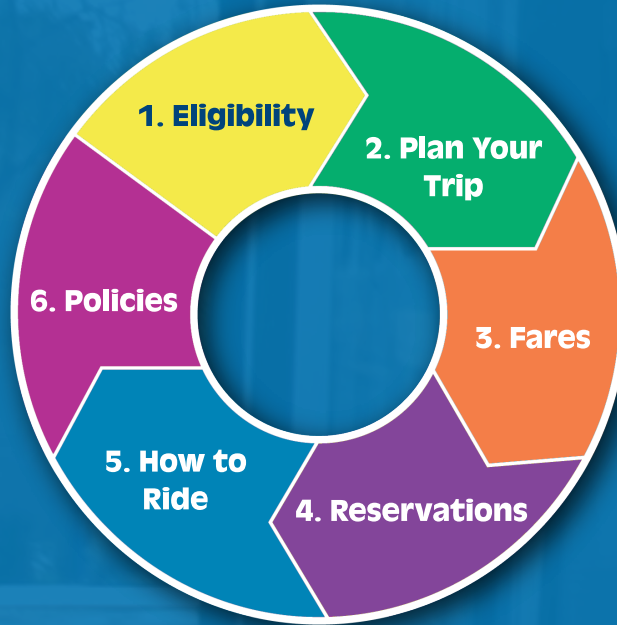 1. Eligibility
2. Plan Your
Trip
3. Fares
4. Reservations
5. How to
Ride
6. Policies